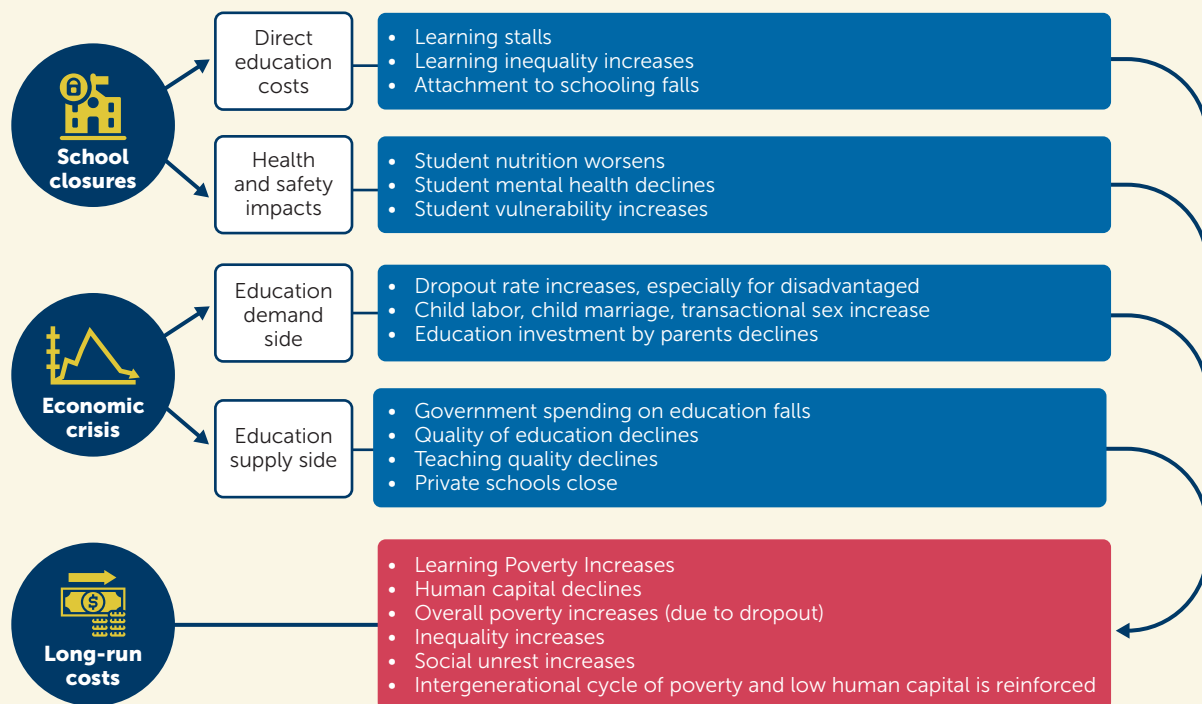 School
closures
Direct
education
costs
• Learning stalls
• Learning inequality increases
• Attachment to schooling falls
Health
and safety
impacts
• Student nutrition worsens
• Student mental health declines
• Student vulnerability increases
Economic
crisis
Education
demand
side
• Dropout rate increases, especially for disadvantaged
• Child labor, child marriage, transactional sex increase
• Education investment by parents declines
Education
supply side
• Government spending on education falls
• Quality of education declines
• Teaching quality declines
• Private schools close
$
Long-run
costs
• Learning Poverty Increases
• Human capital declines
• Overall poverty increases (due to dropout)
• Inequality increases
• Social unrest increases
• Intergenerational cycle of poverty and low human capital is reinforced